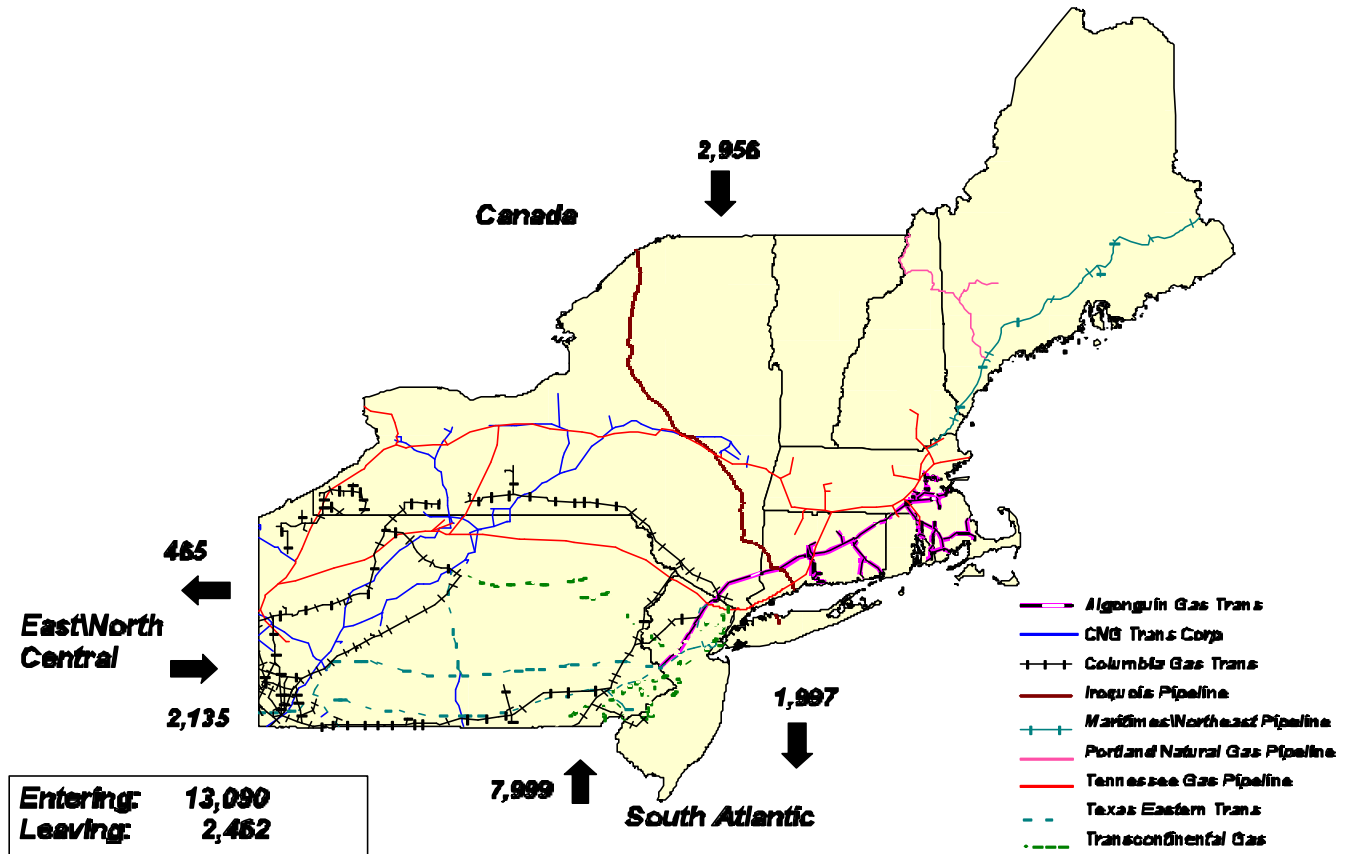 2,956
Canada
465
East\North
Central
2,135
1,997
7,999
South Atlantic
Entering: 13,090
Leaving: 2,462
Algonguin Gas Trans
CNG Trans Corp
Columbia Gas Trans
Iroquois Pipeline
Maritimes\Northeast Pipeline
Portland Natural Gas Pipeline
Tennessee Gas Pipeline
Texas Eastern Trans
Transcontinental Gas